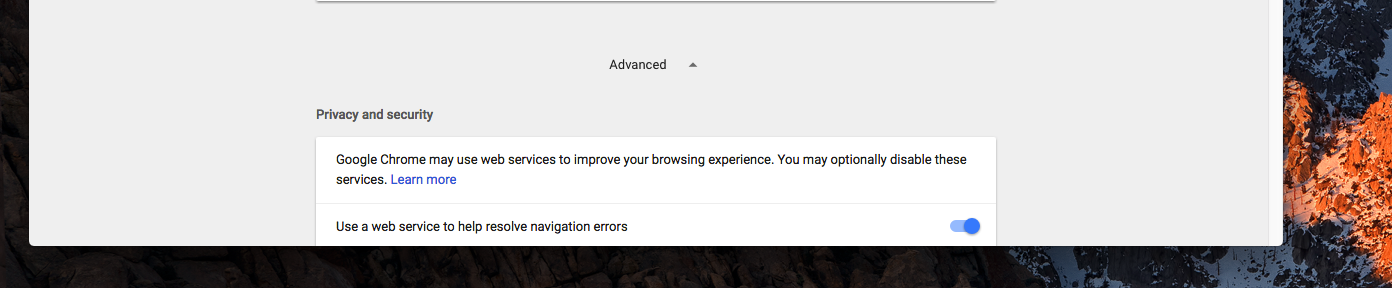 Advanced
Privacy and security
Google Chrome may use web services to improve your browsing experience. You may optionally disable these
services. Learn more
Use a web service to help resolve navigation errors